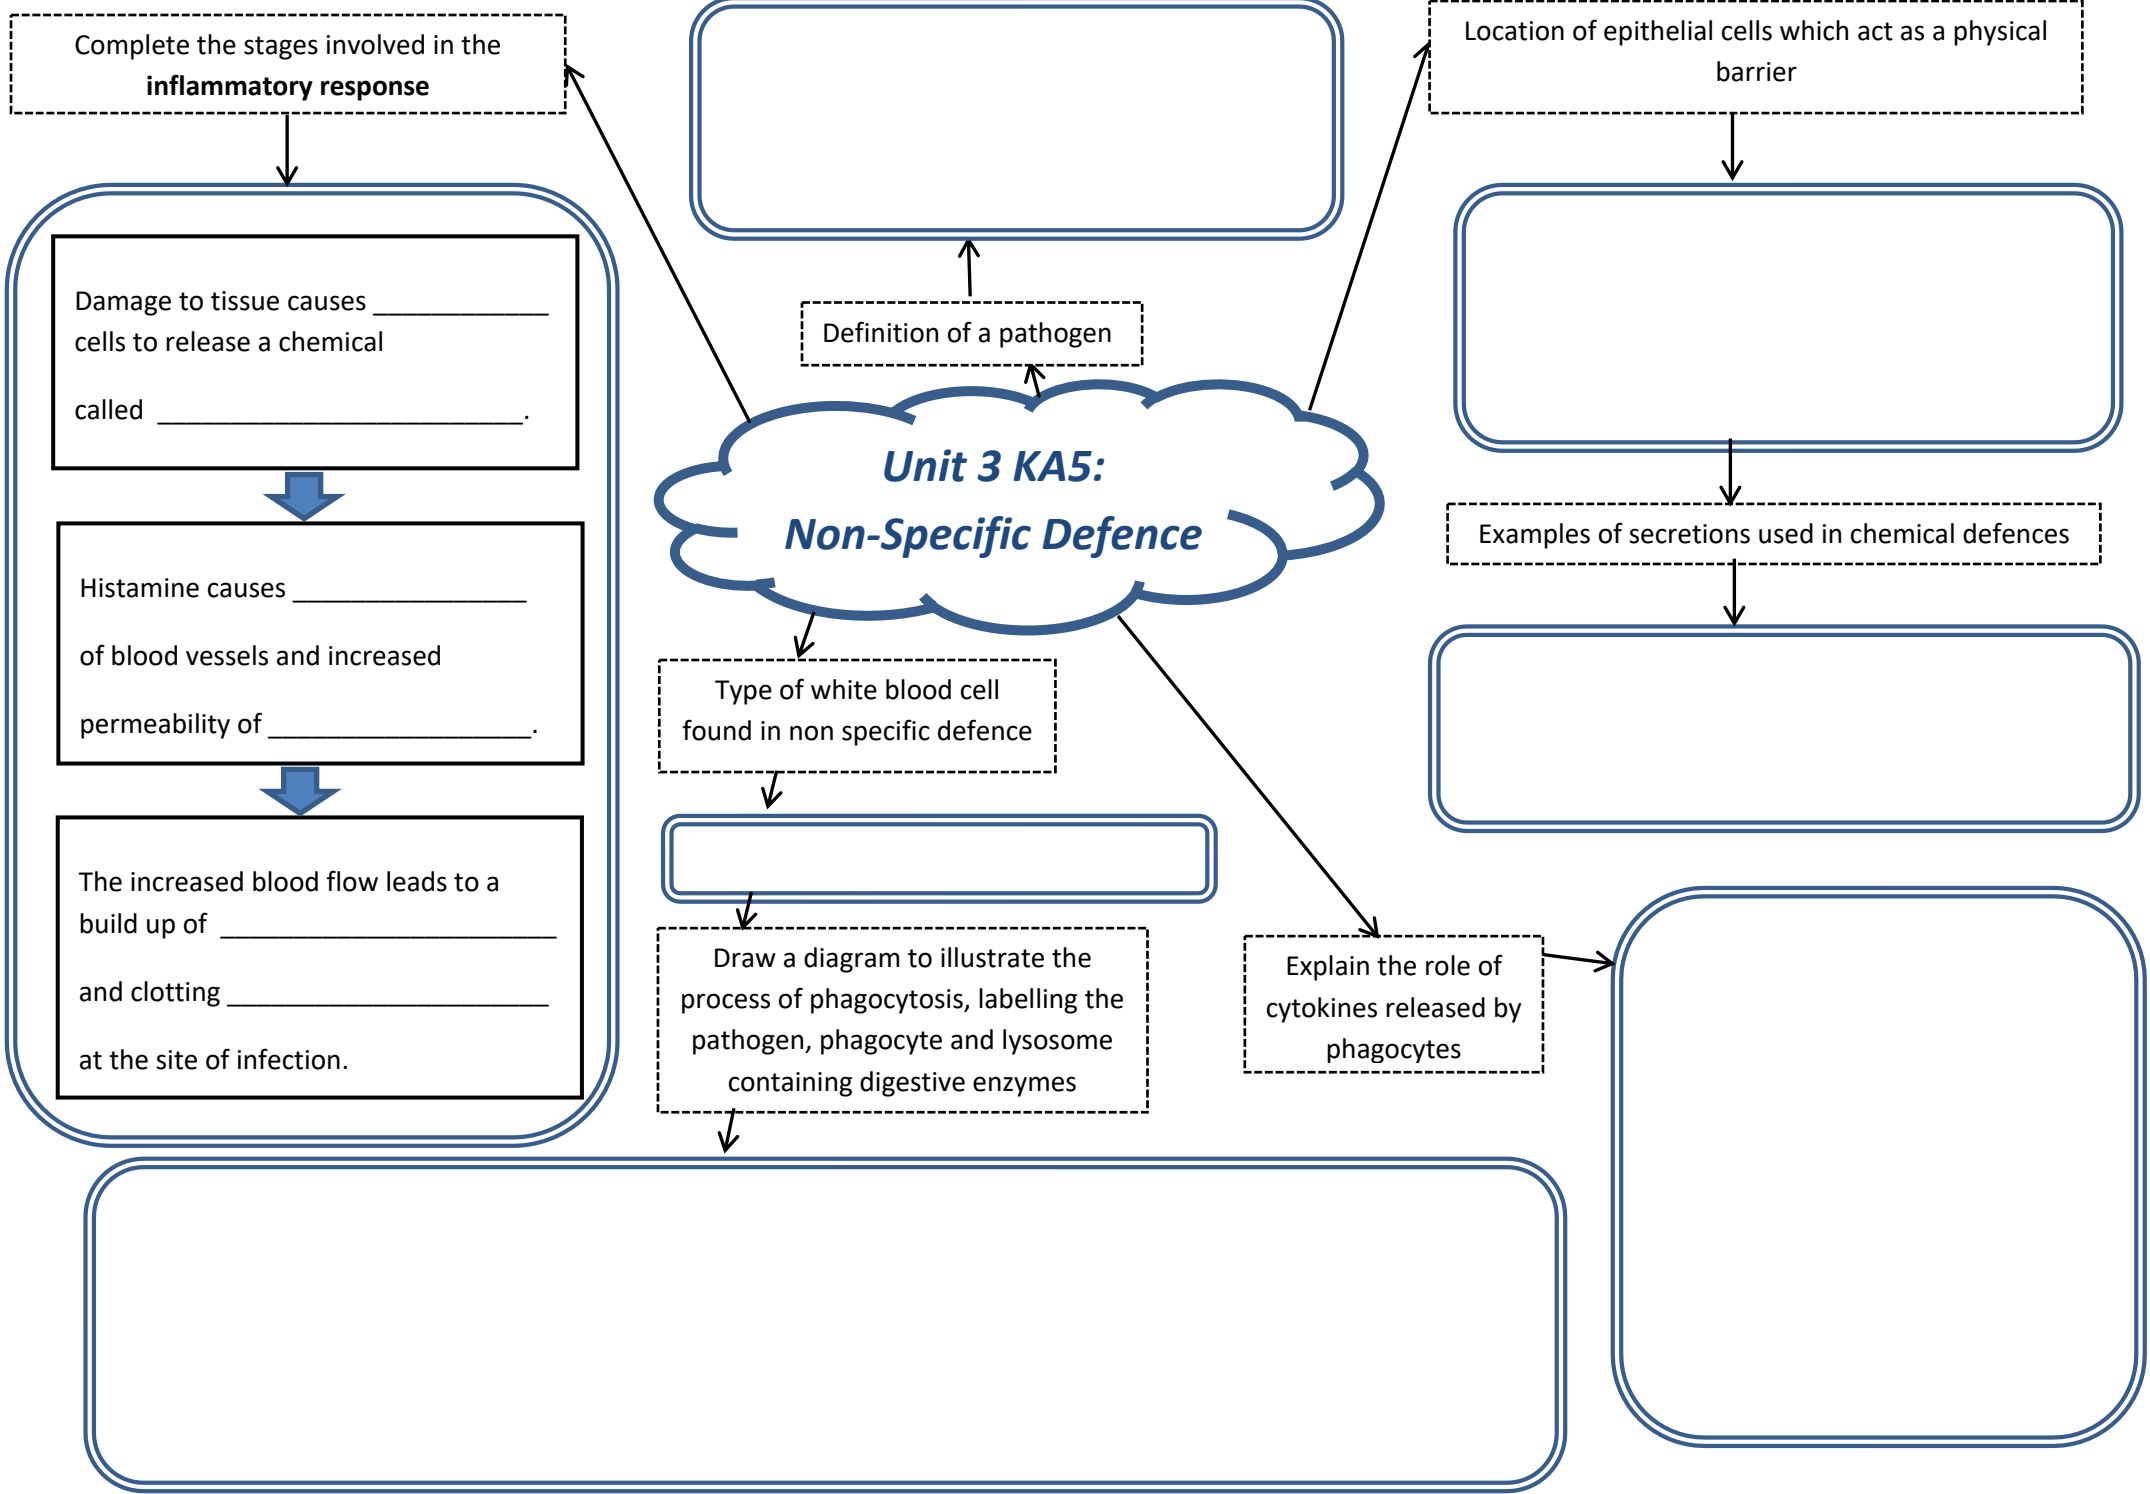 Complete the stages involved in the
inflammatory response
Damage to tissue causes ____________
cells to release a chemical
called _________________________.
Histamine causes ________________
of blood vessels and increased
permeability of __________________.
The increased blood flow leads to a
build up of _______________________
and clotting ______________________
at the site of infection.
Definition of a pathogen
Unit 3 KA5:
Non-Specific Defence
Type of white blood cell
found in non specific defence
Draw a diagram to illustrate the
process of phagocytosis, labelling the
pathogen, phagocyte and lysosome
containing digestive enzymes
Explain the role of
cytokines released by
phagocytes
Location of epithelial cells which act as a physical
barrier
Examples of secretions used in chemical defences